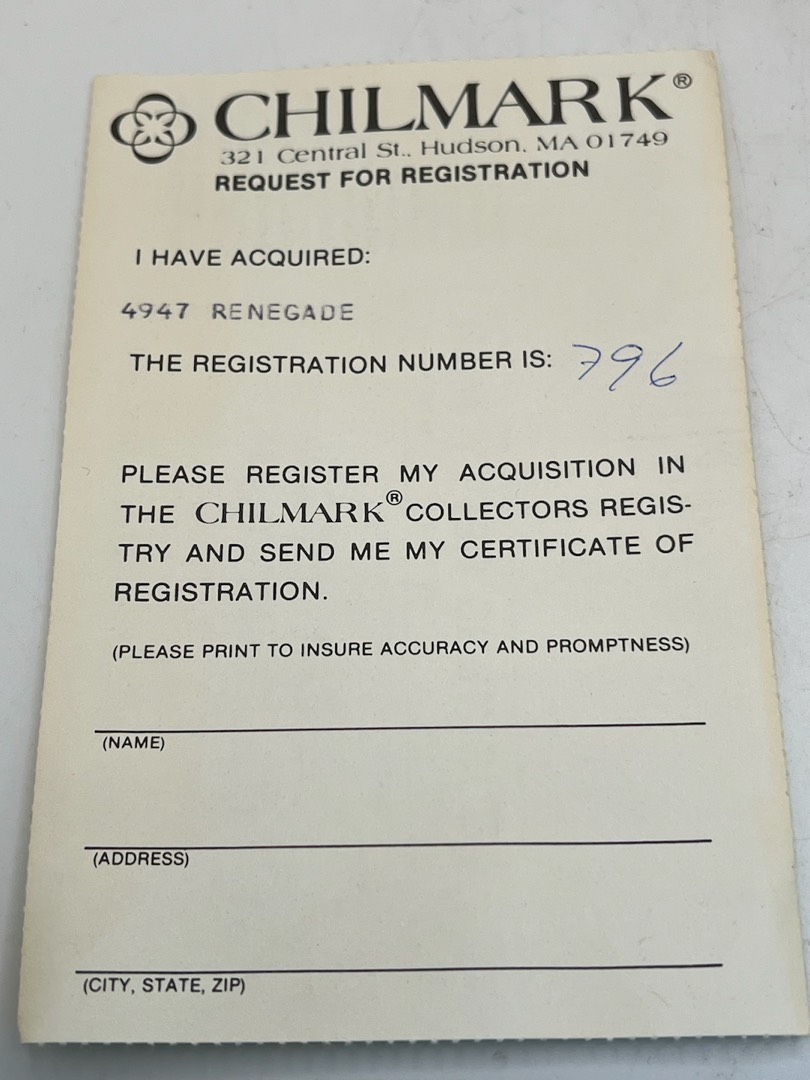 CHILMARK®
321 Central St., Hudson, MA 01749
REQUEST FOR REGISTRATION
I HAVE ACQUIRED:
4947 RENEGADE
THE REGISTRATION NUMBER IS: 796
PLEASE REGISTER MY ACQUISITION IN
THE CHILMARK® COLLECTORS REGIS-
TRY AND SEND ME MY CERTIFICATE OF
REGISTRATION.
(PLEASE PRINT TO INSURE ACCURACY AND PROMPTNESS)
(NAME)
(ADDRESS)
(CITY, STATE, ZIP)